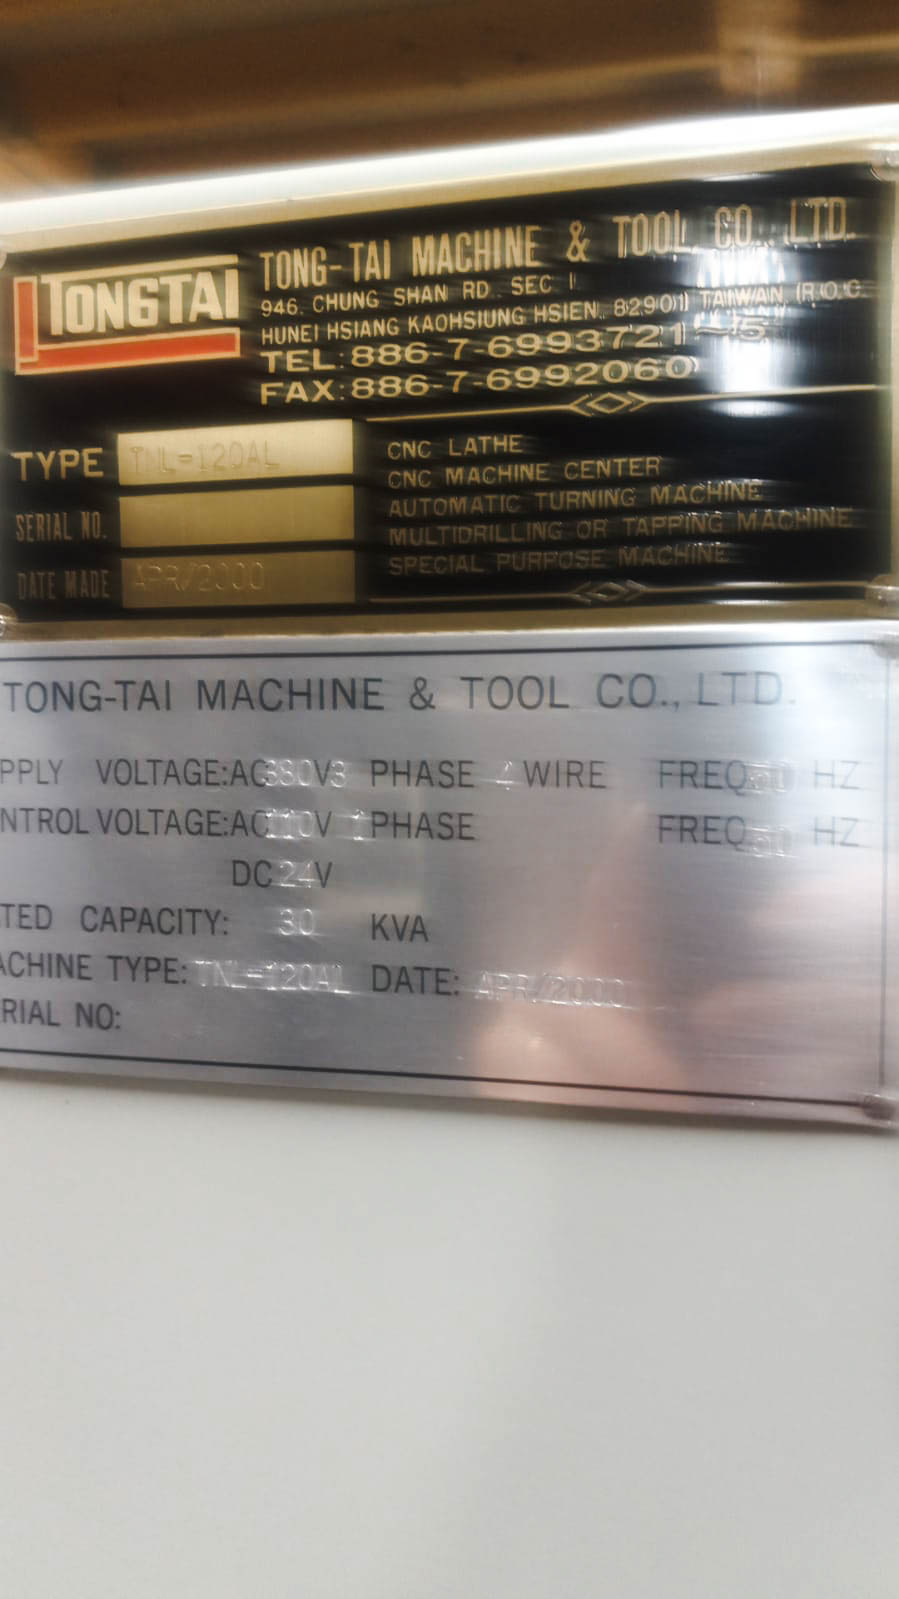 TONGTAI
TONG-TAI MACHINE & TOOL CO., LTD.
946. CHUNG SHAN RD. SEC I.
HUNEI HSIANG KAOHSIUNG HSIEN. 82901 TAIWAN (R.O.C.
TEL: 886-7-6993721~5
FAX: 886-7-6992060
TYPE TNL-120AL
SERIAL NO.
DATE MADE APR/2000
CNC LATHE
CNC MACHINE CENTER
AUTOMATIC TURNING MACHINE
MULTIDRILLING OR TAPPING MACHINE
SPECIAL PURPOSE MACHINE
TONG-TAI MACHINE & TOOL CO., LTD.
PPLY VOLTAGE:AC380V3 PHASE 4 WIRE FREQ. HZ
NTROL VOLTAGE:AC110V 1 PHASE FREQ. HZ
DC 24V
TED CAPACITY: 30 KVA
ACHINE TYPE: TNL-120AL DATE: APR/2000
RIAL NO: